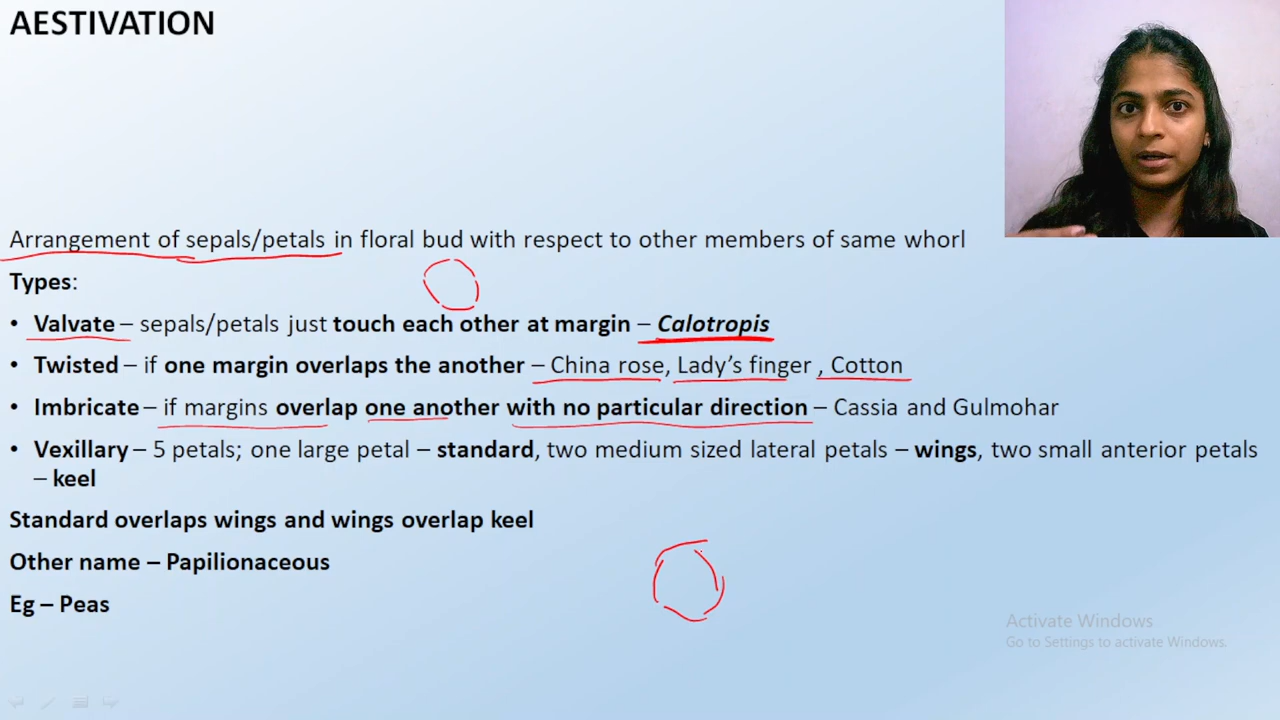 AESTIVATION
Arrangement of sepals/petals in floral bud with respect to other members of same whorl
Types:
• Valvate – sepals/petals just touch each other at margin – Calotropis
• Twisted – if one margin overlaps the another – China rose, Lady’s finger , Cotton
• Imbricate – if margins overlap one another with no particular direction – Cassia and Gulmohar
• Vexillary – 5 petals; one large petal – standard, two medium sized lateral petals – wings, two small anterior petals
– keel
Standard overlaps wings and wings overlap keel
Other name – Papilionaceous
Eg – Peas
Activate Windows
Go to Settings to activate Windows.